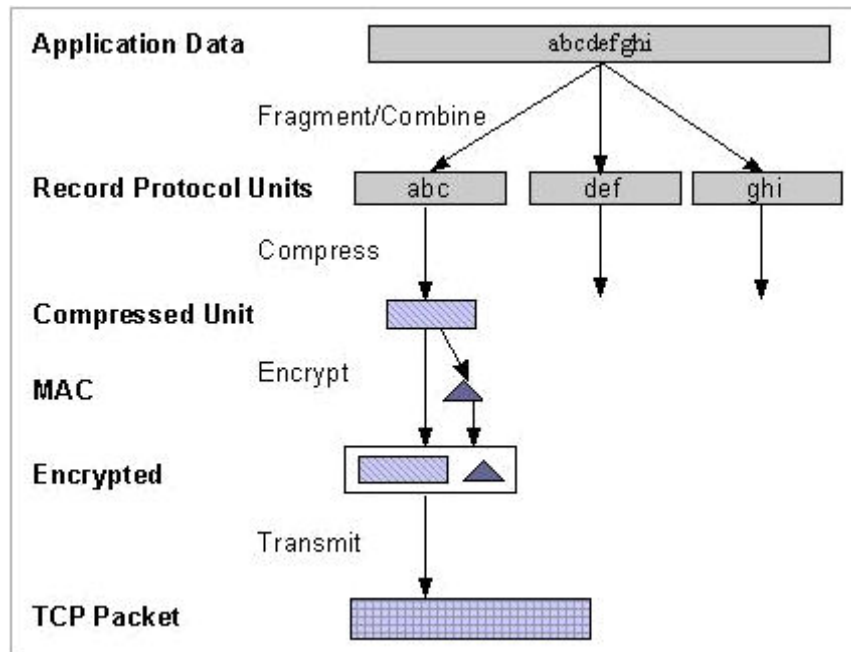 Application Data
abcdefghi
Fragment/Combine
Record Protocol Units
abc
def
ghi
Compress
Compressed Unit
Encrypt
MAC
Encrypted
Transmit
TCP Packet